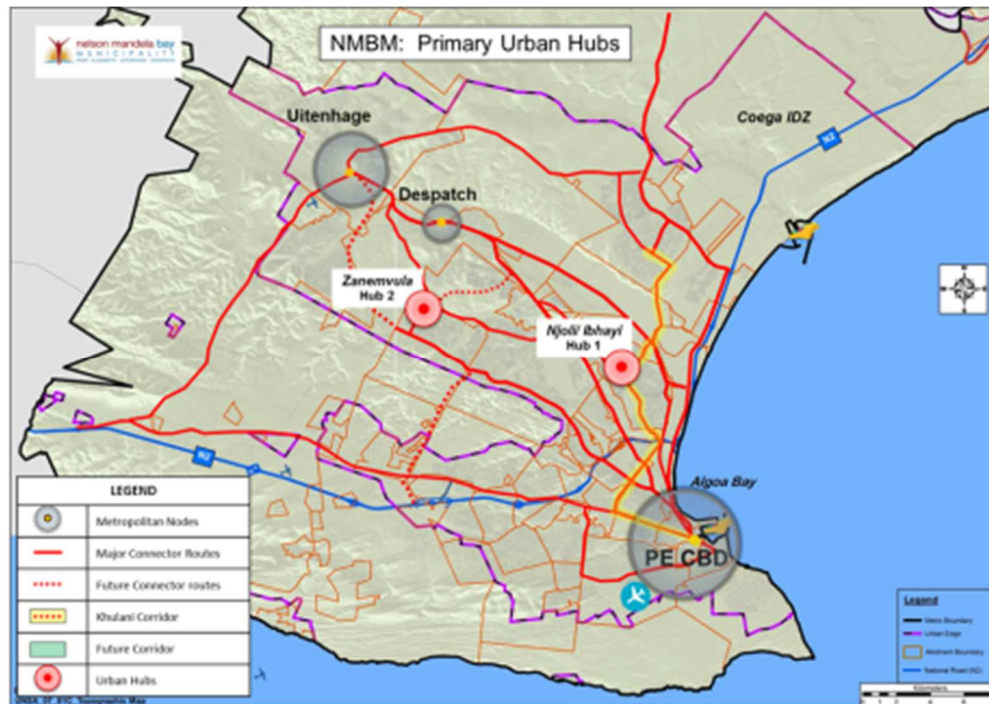 nelson mandela bay
MUNICIPALITY
NMBM: Primary Urban Hubs
Uitenhage
Coega IDZ
N2
Despatch
Zanemvula
Hub 2
Njoli/ Ibhayi
Hub 1
N2
Algoa Bay
PE CBD
LEGEND
Metropolitan Nodes
Major Connector Routes
Future Connector routes
Khulani Corridor
Future Corridor
Urban Hubs
Legend
Metro Boundary
Urban Edge
Allotment Boundary
National Road (N2)
Kilometers